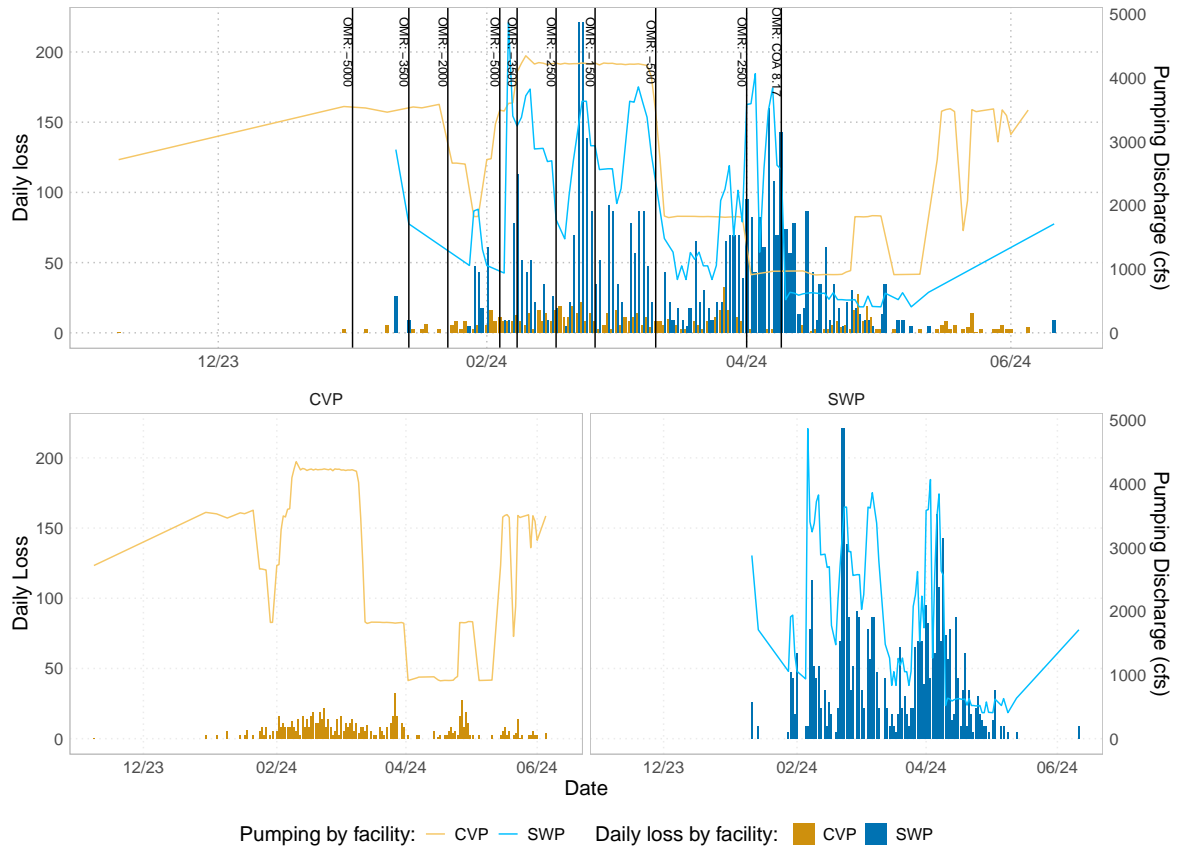 OMR: −5000
OMR: −3500
OMR: −2000
OMR: −5000
OMR: −3500
OMR: −2500
OMR: −1500
OMR: −500
OMR: −2500
OMR: COA 8.17
Daily loss
200
150
100
50
0
5000
4000
3000
2000
1000
0
Pumping Discharge (cfs)
12/23
02/24
04/24
06/24
CVP
SWP
Daily Loss
200
150
100
50
0
5000
4000
3000
2000
1000
0
Pumping Discharge (cfs)
12/23
02/24
04/24
06/24
12/23
02/24
04/24
06/24
Date
Pumping by facility: CVP SWP Daily loss by facility: CVP SWP